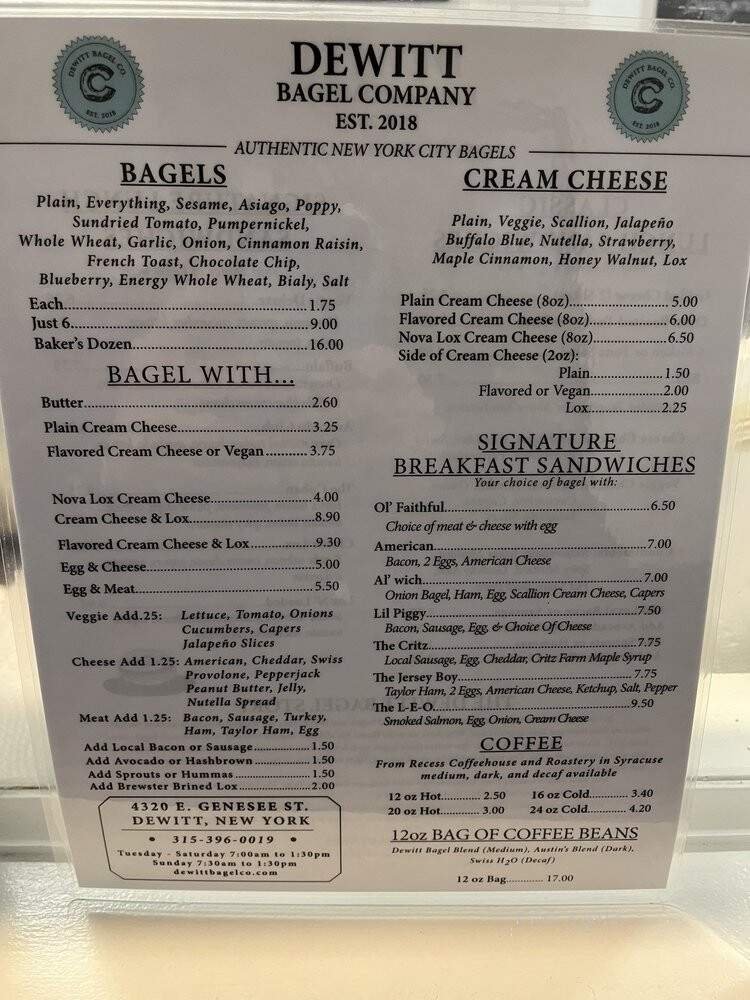 DEWITT BAGEL CO.
EST. 2018
DEWITT
BAGEL COMPANY
EST. 2018
DEWITT BAGEL CO.
EST. 2018
AUTHENTIC NEW YORK CITY BAGELS
BAGELS
Plain, Everything, Sesame, Asiago, Poppy,
Sundried Tomato, Pumpernickel,
Whole Wheat, Garlic, Onion, Cinnamon Raisin,
French Toast, Chocolate Chip,
Blueberry, Energy Whole Wheat, Bialy, Salt
Each.....1.75
Just 6.....9.00
Baker's Dozen.....16.00
BAGEL WITH...
Butter.....2.60
Plain Cream Cheese.....3.25
Flavored Cream Cheese or Vegan.....3.75
Nova Lox Cream Cheese.....4.00
Cream Cheese & Lox.....8.90
Flavored Cream Cheese & Lox.....9.30
Egg & Cheese.....5.00
Egg & Meat.....5.50
Veggie Add.25: Lettuce, Tomato, Onions
Cucumbers, Capers
Jalapeño Slices
Cheese Add 1.25: American, Cheddar, Swiss
Provolone, Pepperjack
Peanut Butter, Jelly,
Nutella Spread
Meat Add 1.25: Bacon, Sausage, Turkey,
Ham, Taylor Ham, Egg
Add Local Bacon or Sausage.....1.50
Add Avocado or Hashbrown.....1.50
Add Sprouts or Hummas.....1.50
Add Brewster Brined Lox.....2.00
4320 E. GENESEE ST.
DEWITT, NEW YORK
• 315-396-0019 •
Tuesday - Saturday 7:00am to 1:30pm
Sunday 7:30am to 1:30pm
dewittbagelco.com
CREAM CHEESE
Plain, Veggie, Scallion, Jalapeño
Buffalo Blue, Nutella, Strawberry,
Maple Cinnamon, Honey Walnut, Lox
Plain Cream Cheese (8oz).....5.00
Flavored Cream Cheese (8oz).....6.00
Nova Lox Cream Cheese (8oz).....6.50
Side of Cream Cheese (2oz):
Plain.....1.50
Flavored or Vegan.....2.00
Lox.....2.25
SIGNATURE
BREAKFAST SANDWICHES
Your choice of bagel with:
Ol' Faithful.....6.50
Choice of meat & cheese with egg
American.....7.00
Bacon, 2 Eggs, American Cheese
Al' wich.....7.00
Onion Bagel, Ham, Egg, Scallion Cream Cheese, Capers
Lil Piggy.....7.50
Bacon, Sausage, Egg, & Choice Of Cheese
The Critz.....7.75
Local Sausage, Egg, Cheddar, Critz Farm Maple Syrup
The Jersey Boy.....7.75
Taylor Ham, 2 Eggs, American Cheese, Ketchup, Salt, Pepper
The L-E-O.....9.50
Smoked Salmon, Egg, Onion, Cream Cheese
COFFEE
From Recess Coffeehouse and Roastery in Syracuse
medium, dark, and decaf available
12 oz Hot.....2.50 16 oz Cold.....3.40
20 oz Hot.....3.00 24 oz Cold.....4.20
12oz BAG OF COFFEE BEANS
Dewitt Bagel Blend (Medium), Austin's Blend (Dark),
Swiss H2O (Decaf)
12 oz Bag.....17.00